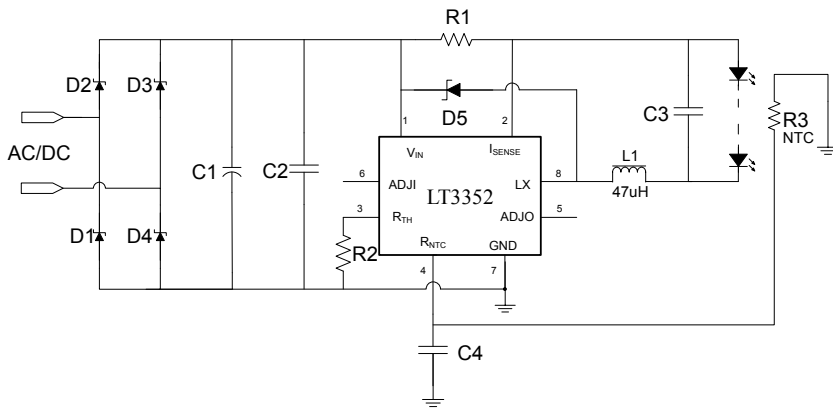 R1
D2
D3
D5
C3
R3
NTC
AC/DC
C1
C2
1
2
VIN
ISENSE
L1
47uH
6
ADJI
LT3352
LX
8
3
RTH
ADJO
5
D1
D4
R2
RNTC
GND
4
7
C4